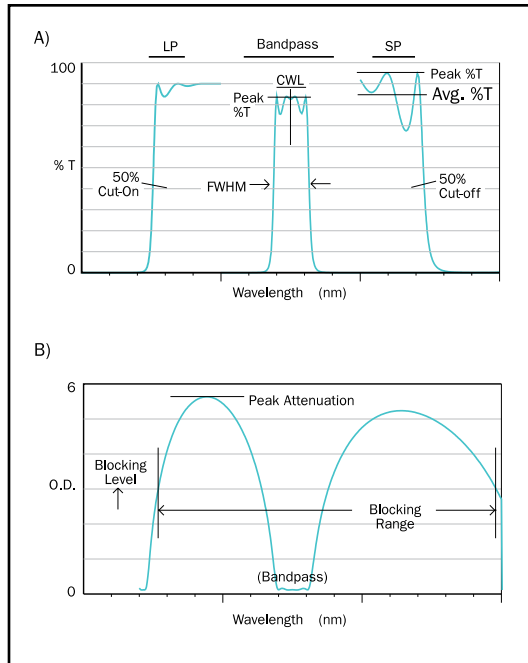 A)
LP
Bandpass
SP
100
CWL
Peak %T
Peak
%T
Avg. %T
% T
50%
Cut-On
FWHM
50%
Cut-off
0
Wavelength (nm)
B)
6
Peak Attenuation
Blocking
Level
O.D.
Blocking
Range
(Bandpass)
0
Wavelength (nm)